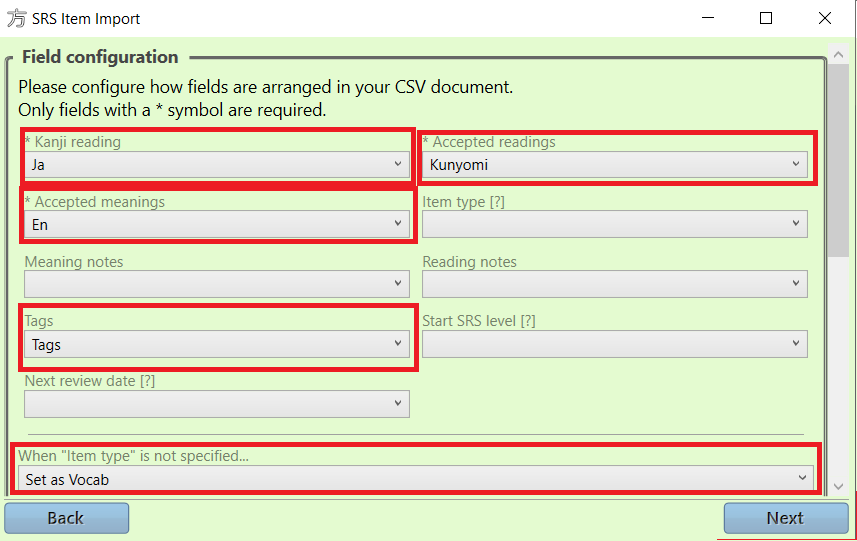 方 SRS Item Import
Field configuration
Please configure how fields are arranged in your CSV document.
Only fields with a * symbol are required.
* Kanji reading
Ja
* Accepted readings
Kunyomi
* Accepted meanings
En
Item type [?]
Meaning notes
Reading notes
Tags
Tags
Start SRS level [?]
Next review date [?]
When "Item type" is not specified...
Set as Vocab
Back
Next